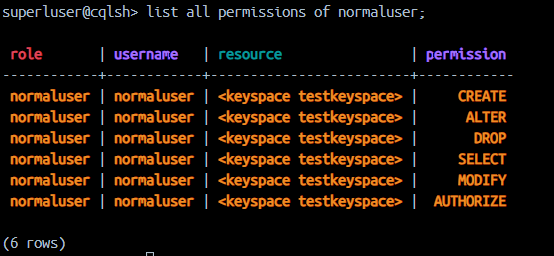 superluser@cqlsh> list all permissions of normaluser;
role | username | resource | permission
------------+------------+-------------------------+------------
normaluser | normaluser | <keyspace testkeyspace> | CREATE
normaluser | normaluser | <keyspace testkeyspace> | ALTER
normaluser | normaluser | <keyspace testkeyspace> | DROP
normaluser | normaluser | <keyspace testkeyspace> | SELECT
normaluser | normaluser | <keyspace testkeyspace> | MODIFY
normaluser | normaluser | <keyspace testkeyspace> | AUTHORIZE
(6 rows)